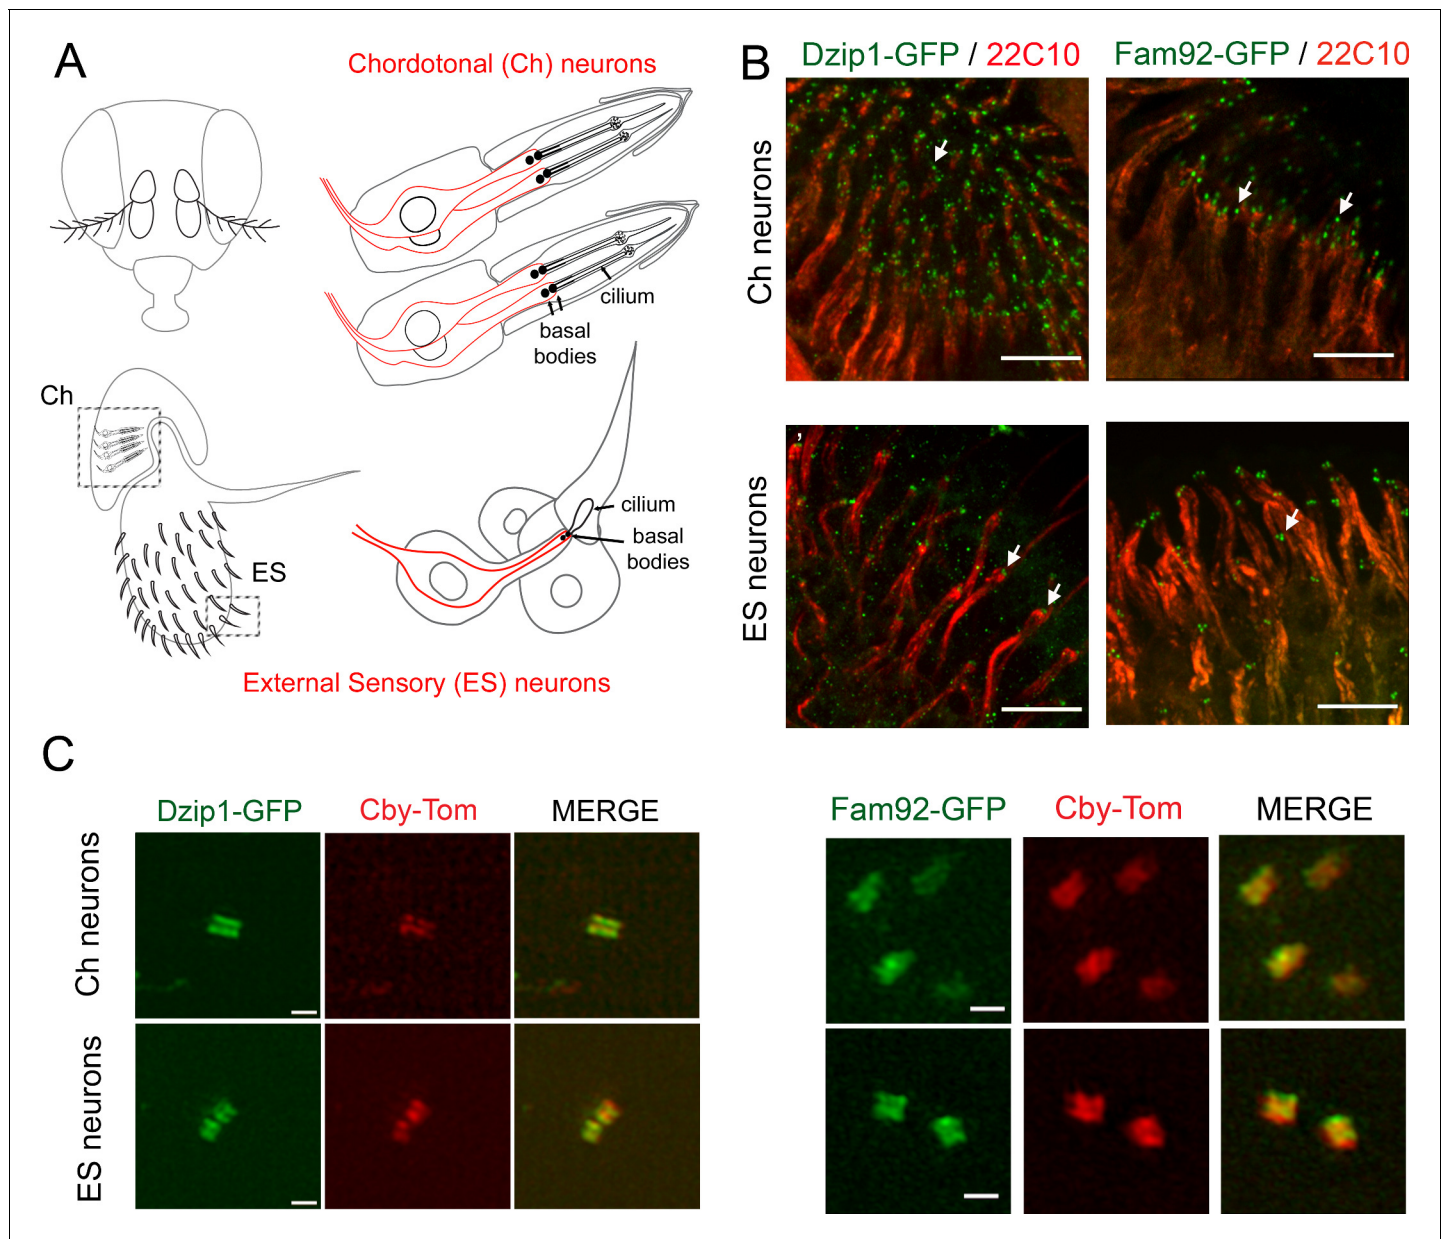 A
Chordotonal (Ch) neurons
cilium
basal
bodies
Ch
ES
cilium
basal
bodies
External Sensory (ES) neurons
B
Dzip1-GFP / 22C10
Fam92-GFP / 22C10
Ch neurons
ES neurons
,
C
Dzip1-GFP
Cby-Tom
MERGE
Fam92-GFP
Cby-Tom
MERGE
Ch neurons
ES neurons